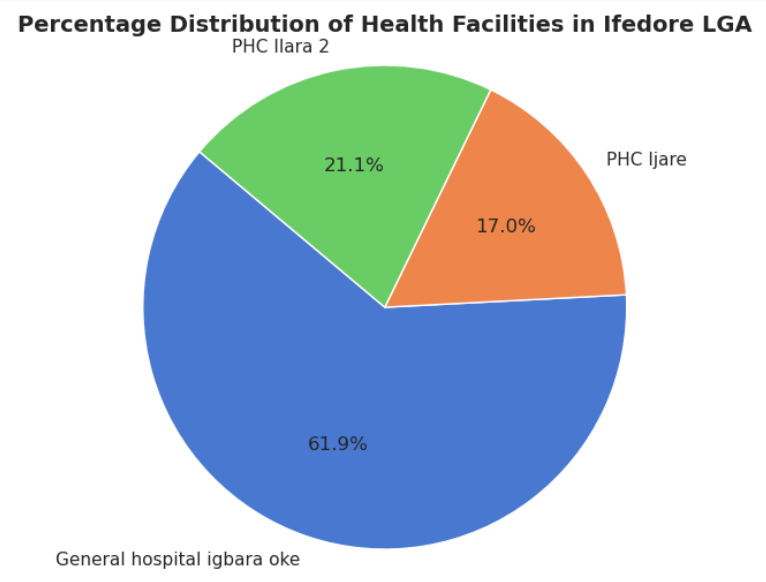 Percentage Distribution of Health Facilities in Ifedore LGA
PHC Ilara 2
21.1%
PHC Ijare
17.0%
61.9%
General hospital igbara oke